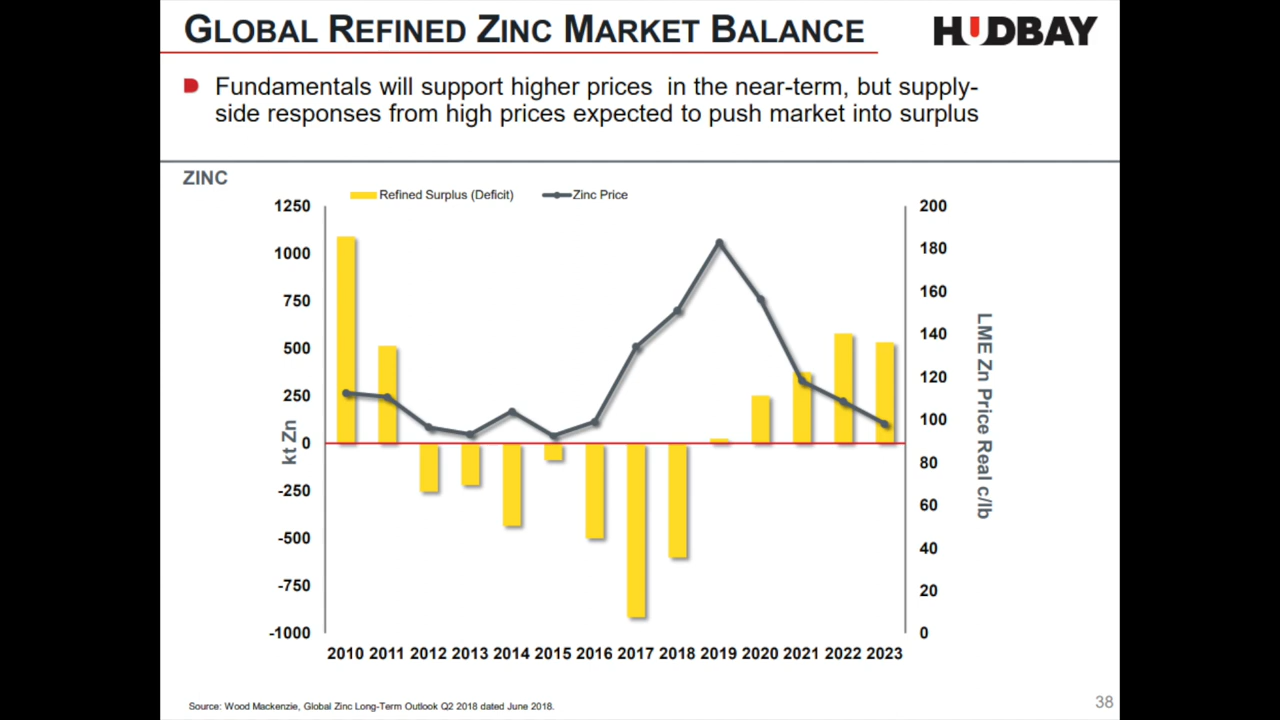 GLOBAL REFINED ZINC MARKET BALANCE
HUDBAY
Fundamentals will support higher prices in the near-term, but supply-
side responses from high prices expected to push market into surplus
ZINC
Refined Surplus (Deficit)
Zinc Price
1250
1000
750
500
250
0
-250
-500
-750
-1000
kt Zn
200
180
160
140
120
100
80
60
40
20
0
LME Zn Price Real c/lb
2010 2011 2012 2013 2014 2015 2016 2017 2018 2019 2020 2021 2022 2023
Source: Wood Mackenzie, Global Zinc Long-Term Outlook Q2 2018 dated June 2018.
38